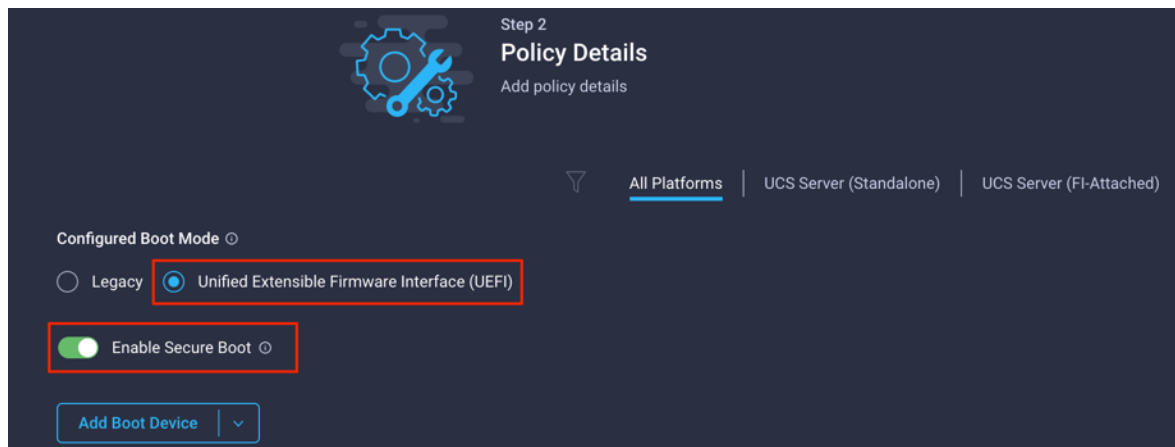 Step 2
Policy Details
Add policy details
All Platforms
UCS Server (Standalone)
UCS Server (FI-Attached)
Configured Boot Mode
Legacy
Unified Extensible Firmware Interface (UEFI)
Enable Secure Boot
Add Boot Device